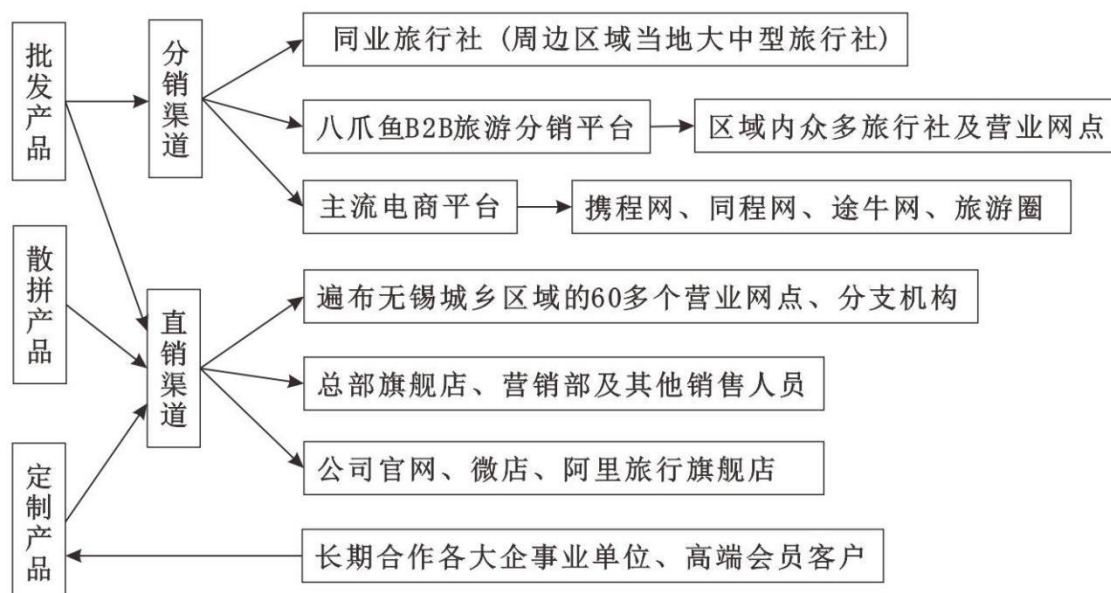 批发产品
分销渠道
同业旅行社 (周边区域当地大中型旅行社)
八爪鱼B2B旅游分销平台
区域内众多旅行社及营业网点
主流电商平台
携程网、同程网、途牛网、旅游圈
散拼产品
直销渠道
遍布无锡城乡区域的60多个营业网点、分支机构
总部旗舰店、营销部及其他销售人员
公司官网、微店、阿里旅行旗舰店
定制产品
长期合作各大企事业单位、高端会员客户